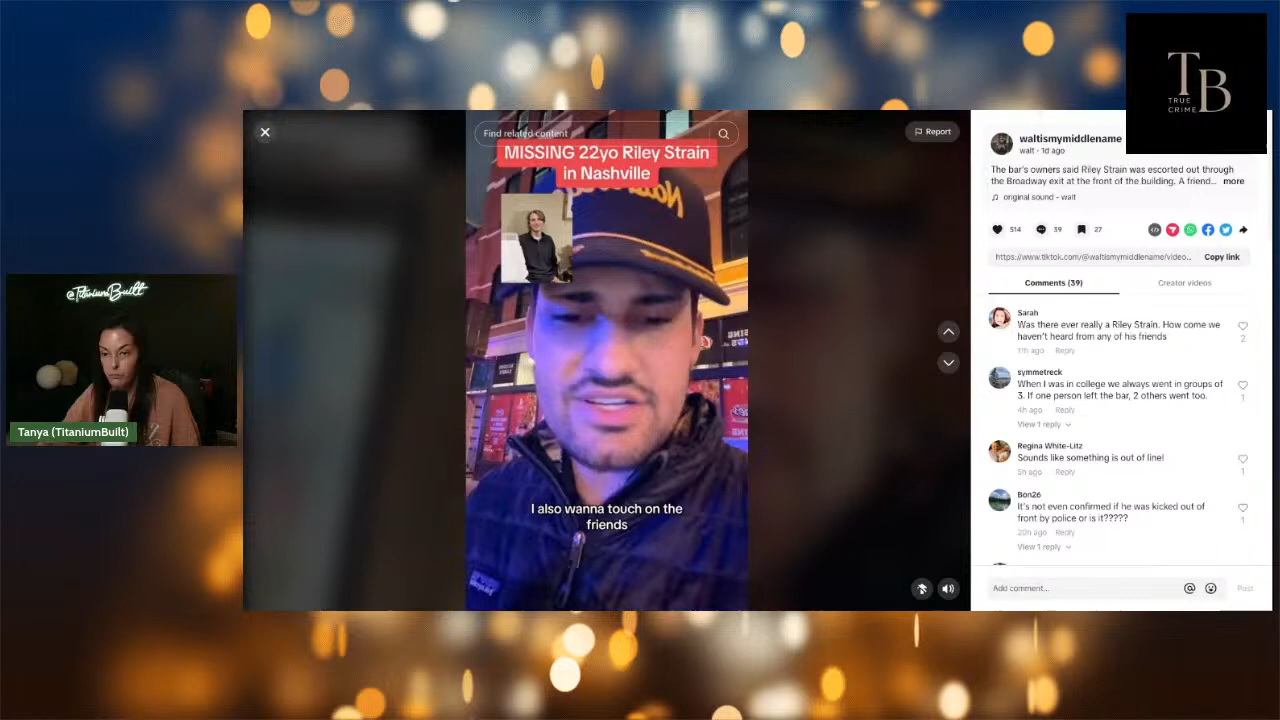 T
B
TRUE
CRIME
@TitaniumBuilt
Tanya (TitaniumBuilt)
Find related content
Report
MISSING 22yo Riley Strain
in Nashville
I also wanna touch on the
friends
waltismymiddlename
walt · 1d ago
The bar's owners said Riley Strain was escorted out through
the Broadway exit at the front of the building. A friend... more
original sound - walt
514
39
27
https://www.tiktok.com/@waltismymiddlename/video...
Copy link
Comments (39)
Creator videos
Sarah
Was there ever really a Riley Strain. How come we
haven't heard from any of his friends
2
11h ago Reply
symmetreck
When I was in college we always went in groups of
3. If one person left the bar, 2 others went too.
1
4h ago Reply
View 1 reply
Regina White-Litz
Sounds like something is out of line!
1
5h ago Reply
Bon26
It's not even confirmed if he was kicked out of
front by police or is it?????
1
20h ago Reply
View 1 reply
Add comment...
Post